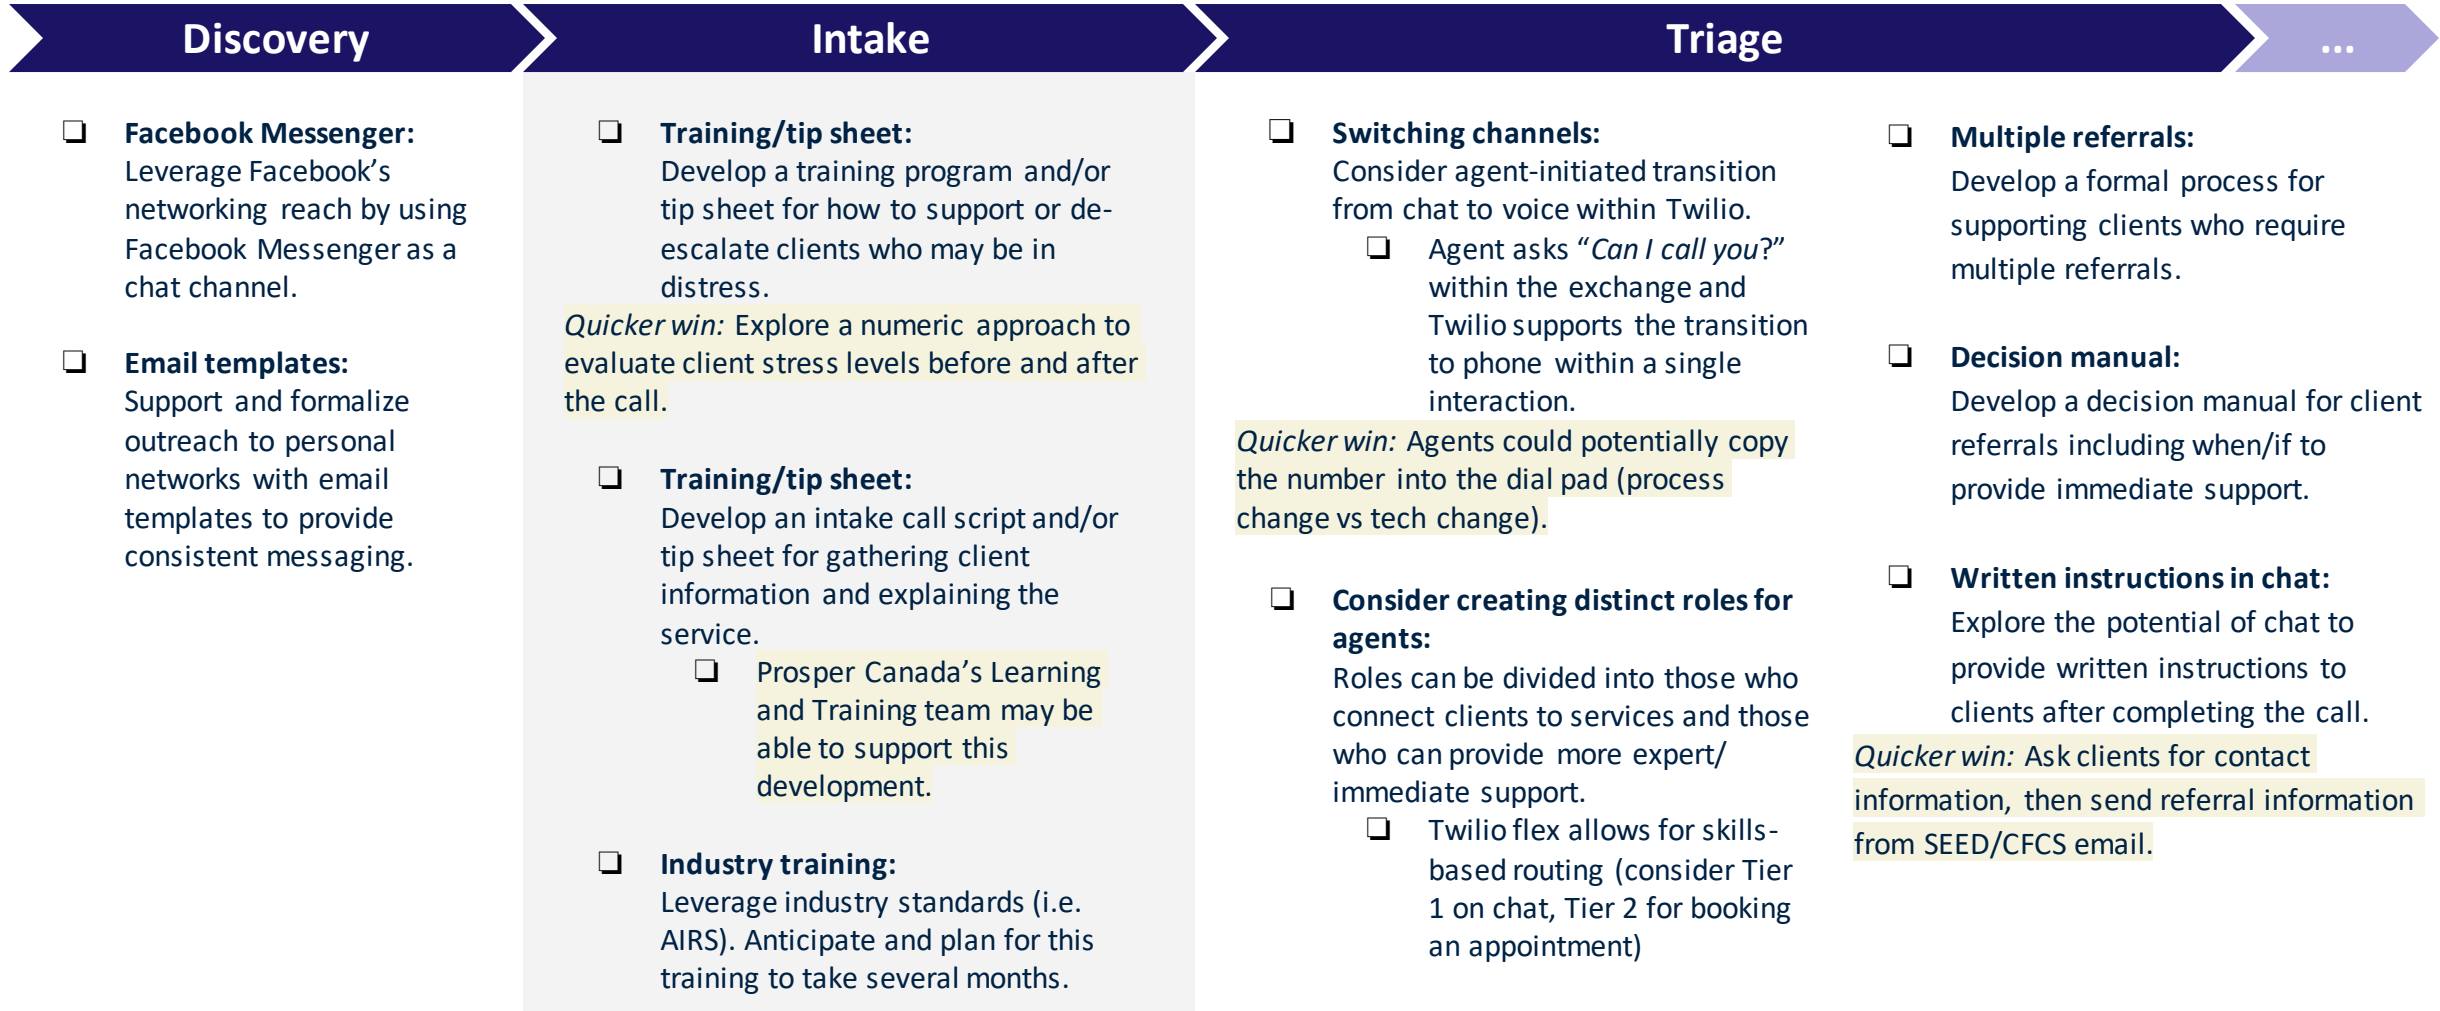 Discovery
Intake
Triage
...
Facebook Messenger:
Leverage Facebook's
networking reach by using
Facebook Messenger as a
chat channel.
Email templates:
Support and formalize
outreach to personal
networks with email
templates to provide
consistent messaging.
Training/tip sheet:
Develop a training program and/or
tip sheet for how to support or de-
escalate clients who may be in
distress.
Quicker win: Explore a numeric approach to
evaluate client stress levels before and after
the call.
Training/tip sheet:
Develop an intake call script and/or
tip sheet for gathering client
information and explaining the
service.
Prosper Canada's Learning
and Training team may be
able to support this
development.
Industry training:
Leverage industry standards (i.e.
AIRS). Anticipate and plan for this
training to take several months.
Switching channels:
Consider agent-initiated transition
from chat to voice within Twilio.
Agent asks “Can I call you?”
within the exchange and
Twilio supports the transition
to phone within a single
interaction.
Quicker win: Agents could potentially copy
the number into the dial pad (process
change vs tech change).
Consider creating distinct roles for
agents:
Roles can be divided into those who
connect clients to services and those
who can provide more expert/
immediate support.
Twilio flex allows for skills-
based routing (consider Tier
1 on chat, Tier 2 for booking
an appointment)
Multiple referrals:
Develop a formal process for
supporting clients who require
multiple referrals.
Decision manual:
Develop a decision manual for client
referrals including when/if to
provide immediate support.
Written instructions in chat:
Explore the potential of chat to
provide written instructions to
clients after completing the call.
Quicker win: Ask clients for contact
information, then send referral information
from SEED/CFCS email.